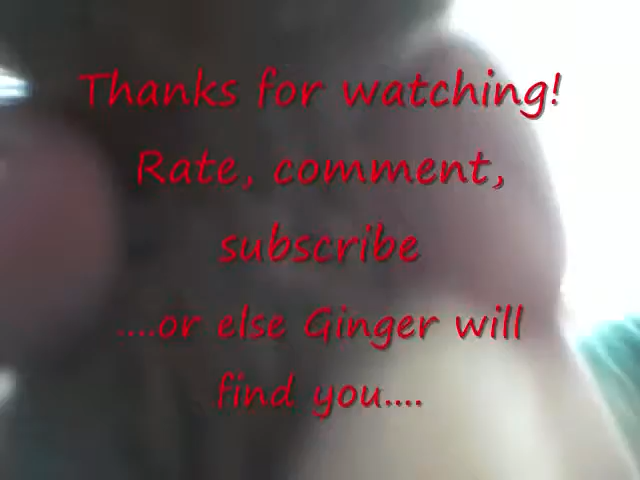 Thanks for watching!
Rate, comment,
subscribe
....or else Ginger will
find you....